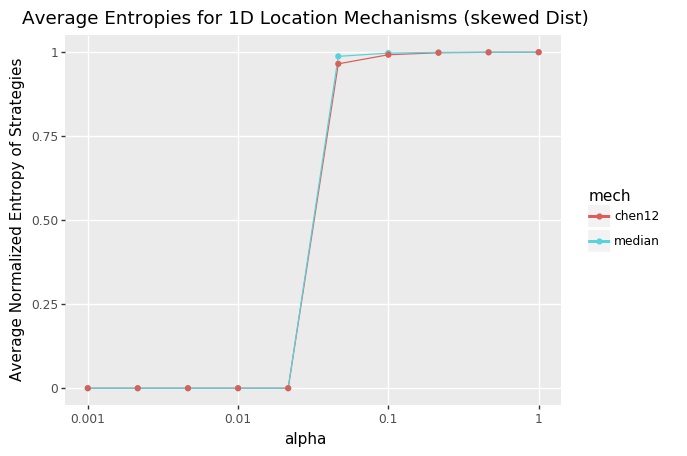 Average Entropies for 1D Location Mechanisms (skewed Dist)
Average Normalized Entropy of Strategies
1
0.75
0.50
0.25
0
0.001
0.01
0.1
1
alpha
mech
chen12
median